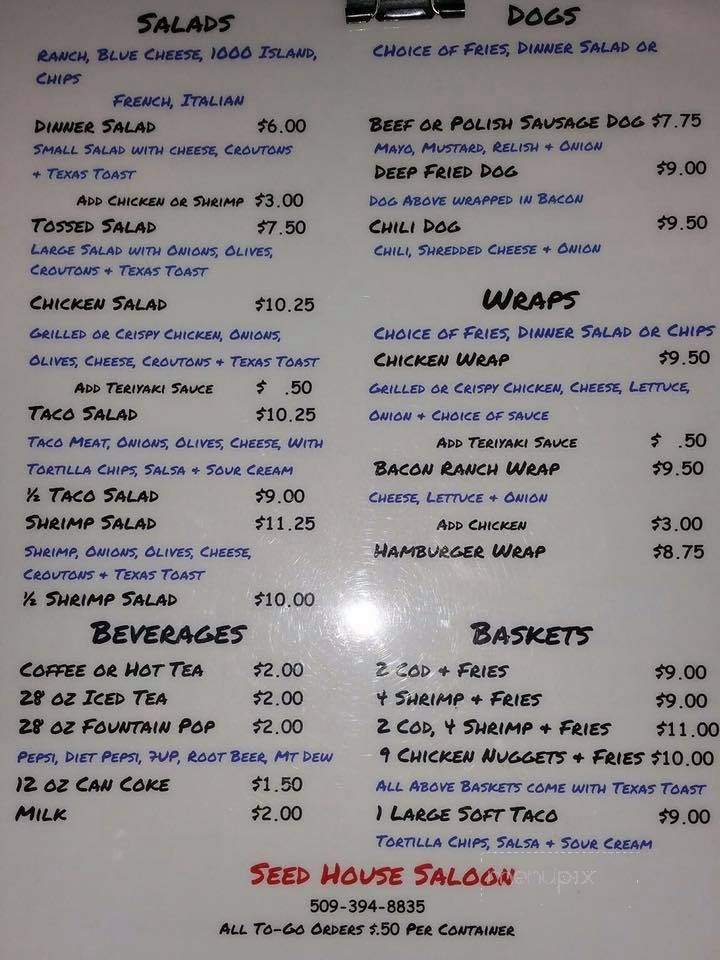 Salads
Ranch, Blue Cheese, 1000 Island,
Chips
French, Italian
Dinner Salad $6.00
Small Salad with cheese, Croutons
+ Texas Toast
Add Chicken or Shrimp $3.00
Tossed Salad $7.50
Large Salad with Onions, Olives,
Croutons + Texas Toast
Chicken Salad $10.25
Grilled or Crispy Chicken, Onions,
Olives, Cheese, Croutons + Texas Toast
Add Teriyaki Sauce $ .50
Taco Salad $10.25
Taco Meat, Onions, Olives, Cheese, With
Tortilla Chips, Salsa + Sour Cream
½ Taco Salad $9.00
Shrimp Salad $11.25
Shrimp, Onions, Olives, Cheese,
Croutons + Texas Toast
½ Shrimp Salad $10.00
Beverages
Coffee or Hot Tea $2.00
28 oz Iced Tea $2.00
28 oz Fountain Pop $2.00
Pepsi, Diet Pepsi, 7up, Root Beer, Mt Dew
12 oz Can Coke $1.50
Milk $2.00
Dogs
Choice of Fries, Dinner Salad or
Beef or Polish Sausage Dog $7.75
Mayo, Mustard, Relish + Onion
Deep Fried Dog $9.00
Dog Above wrapped in Bacon
Chili Dog $9.50
Chili, Shredded Cheese + Onion
Wraps
Choice of Fries, Dinner Salad or Chips
Chicken Wrap $9.50
Grilled or Crispy Chicken, Cheese, Lettuce,
Onion + Choice of sauce
Add Teriyaki Sauce $ .50
Bacon Ranch Wrap $9.50
Cheese, Lettuce + Onion
Add Chicken $3.00
Hamburger Wrap $8.75
Baskets
2 Cod + Fries $9.00
4 Shrimp + Fries $9.00
2 Cod, 4 Shrimp + Fries $11.00
9 Chicken Nuggets + Fries $10.00
All Above Baskets come with Texas Toast
1 Large Soft Taco $9.00
Tortilla Chips, Salsa + Sour Cream
Seed House Saloon
menupix
509-394-8835
All To-Go Orders $.50 Per Container